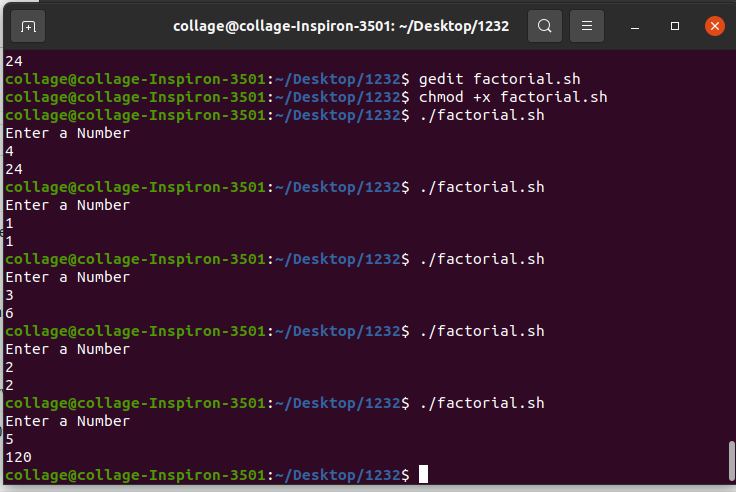 collage@collage-Inspiron-3501: ~/Desktop/1232
24
collage@collage-Inspiron-3501:~/Desktop/1232$ gedit factorial.sh
collage@collage-Inspiron-3501:~/Desktop/1232$ chmod +x factorial.sh
collage@collage-Inspiron-3501:~/Desktop/1232$ ./factorial.sh
Enter a Number
4
24
collage@collage-Inspiron-3501:~/Desktop/1232$ ./factorial.sh
Enter a Number
1
1
collage@collage-Inspiron-3501:~/Desktop/1232$ ./factorial.sh
Enter a Number
3
6
collage@collage-Inspiron-3501:~/Desktop/1232$ ./factorial.sh
Enter a Number
2
2
collage@collage-Inspiron-3501:~/Desktop/1232$ ./factorial.sh
Enter a Number
5
120
collage@collage-Inspiron-3501:~/Desktop/1232$